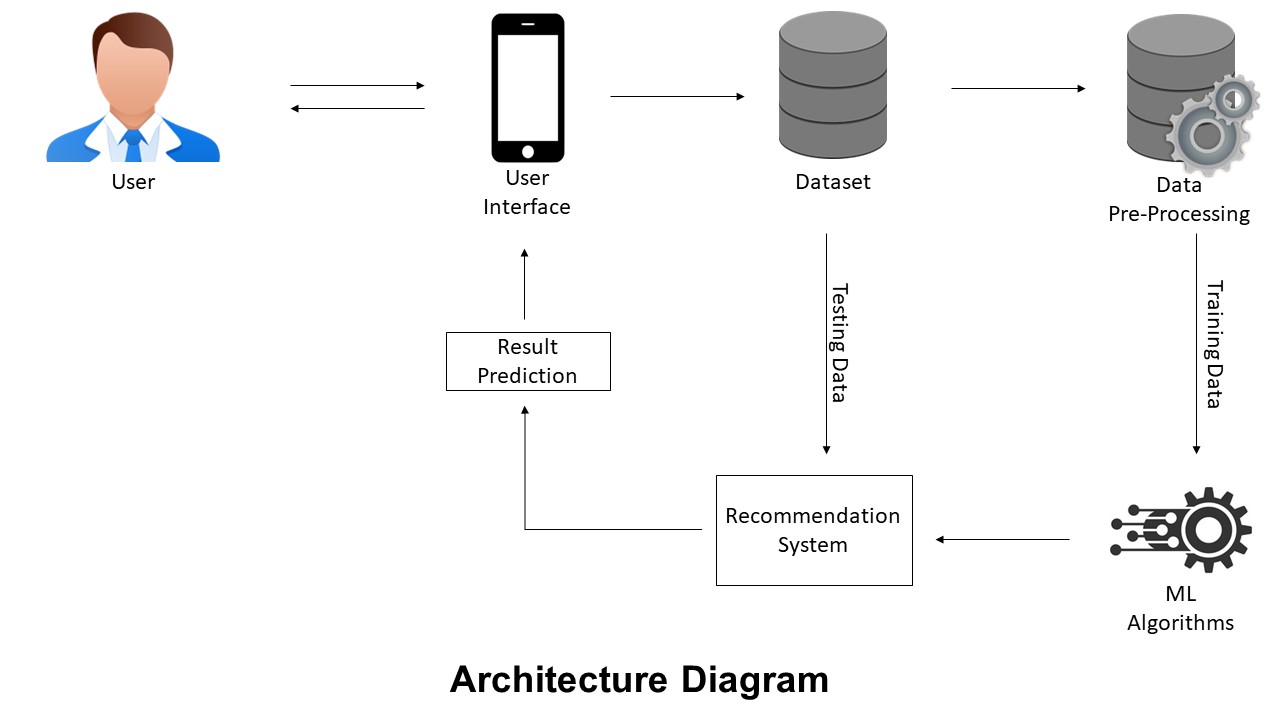 User
User
Interface
Dataset
Data
Pre-Processing
Testing Data
Training Data
Result
Prediction
Recommendation
System
ML
Algorithms
Architecture Diagram